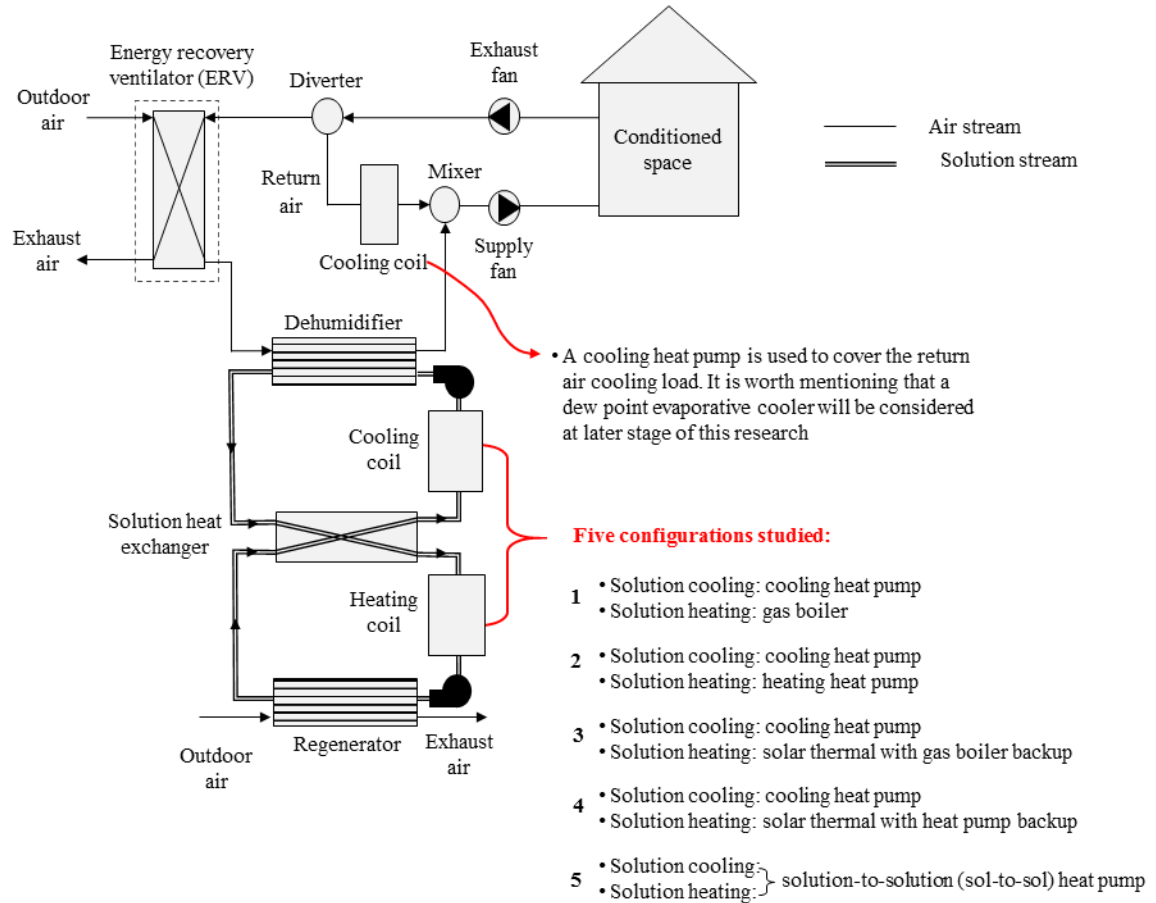 Energy recovery
ventilator (ERV)
Outdoor
air
Diverter
Exhaust
fan
Conditioned
space
Air stream
Solution stream
Return
air
Mixer
Exhaust
air
Cooling coil
Supply
fan
Dehumidifier
• A cooling heat pump is used to cover the return
air cooling load. It is worth mentioning that a
dew point evaporative cooler will be considered
at later stage of this research
Cooling
coil
Solution heat
exchanger
Heating
coil
Outdoor
air
Regenerator
Exhaust
air
Five configurations studied:
1 • Solution cooling: cooling heat pump
• Solution heating: gas boiler
2 • Solution cooling: cooling heat pump
• Solution heating: heating heat pump
3 • Solution cooling: cooling heat pump
• Solution heating: solar thermal with gas boiler backup
4 • Solution cooling: cooling heat pump
• Solution heating: solar thermal with heat pump backup
5 • Solution cooling:
• Solution heating:
solution-to-solution (sol-to-sol) heat pump